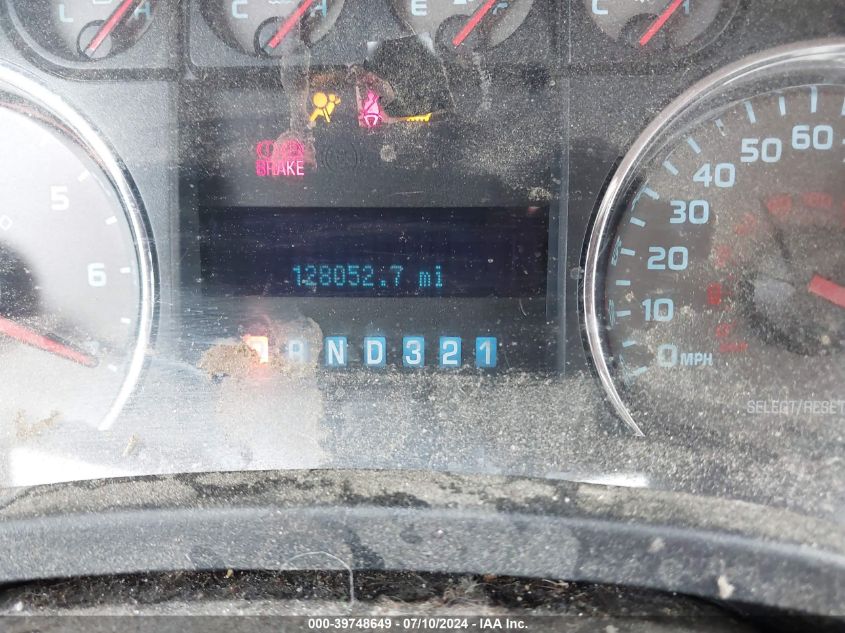 L H
C H
E F
C H
5
6
BRAKE
128052.7 mi
R N D 3 2 1
60
50
40
30
20
10
0 MPH
SELECT/RESET
000-39748649 - 07/10/2024 - IAA, Inc.